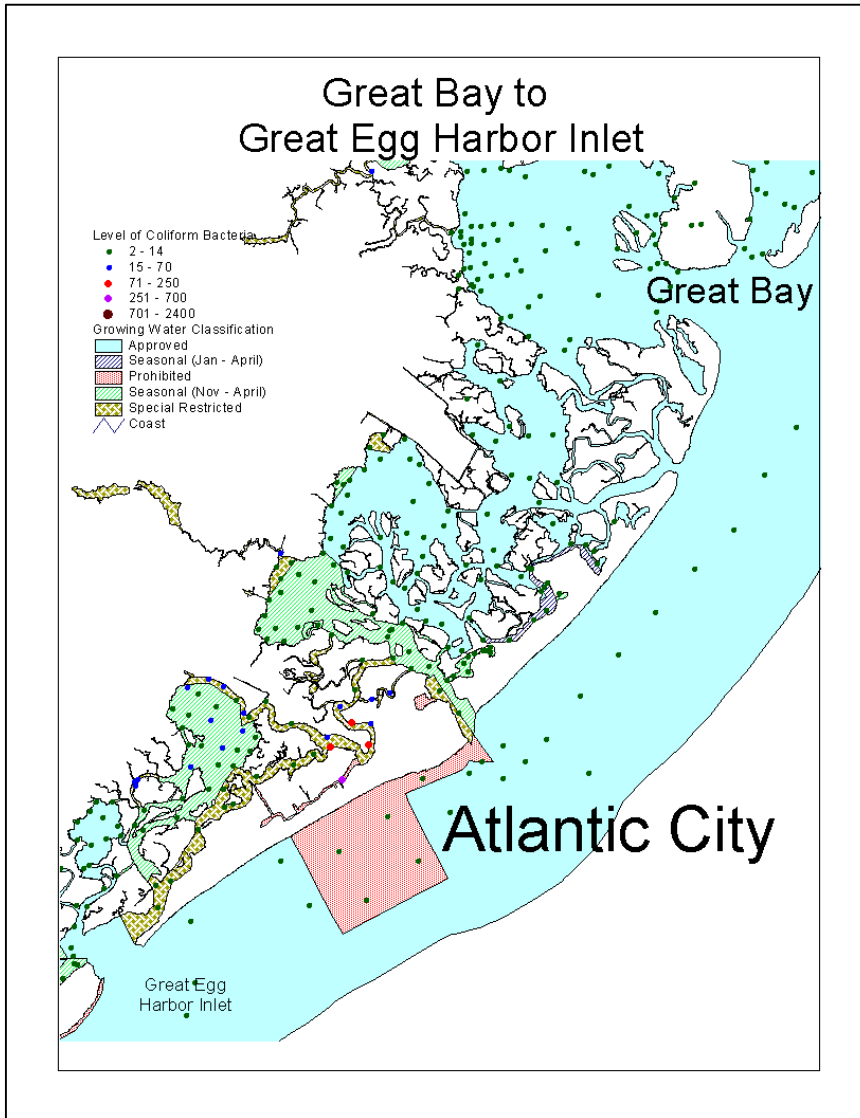 Great Bay to
Great Egg Harbor Inlet
Level of Coliform Bacteria
2 - 14
15 - 70
71 - 250
251 - 700
701 - 2400
Growing Water Classification
Approved
Seasonal (Jan - April)
Prohibited
Seasonal (Nov - April)
Special Restricted
Coast
Great Bay
Atlantic City
Great Egg
Harbor Inlet